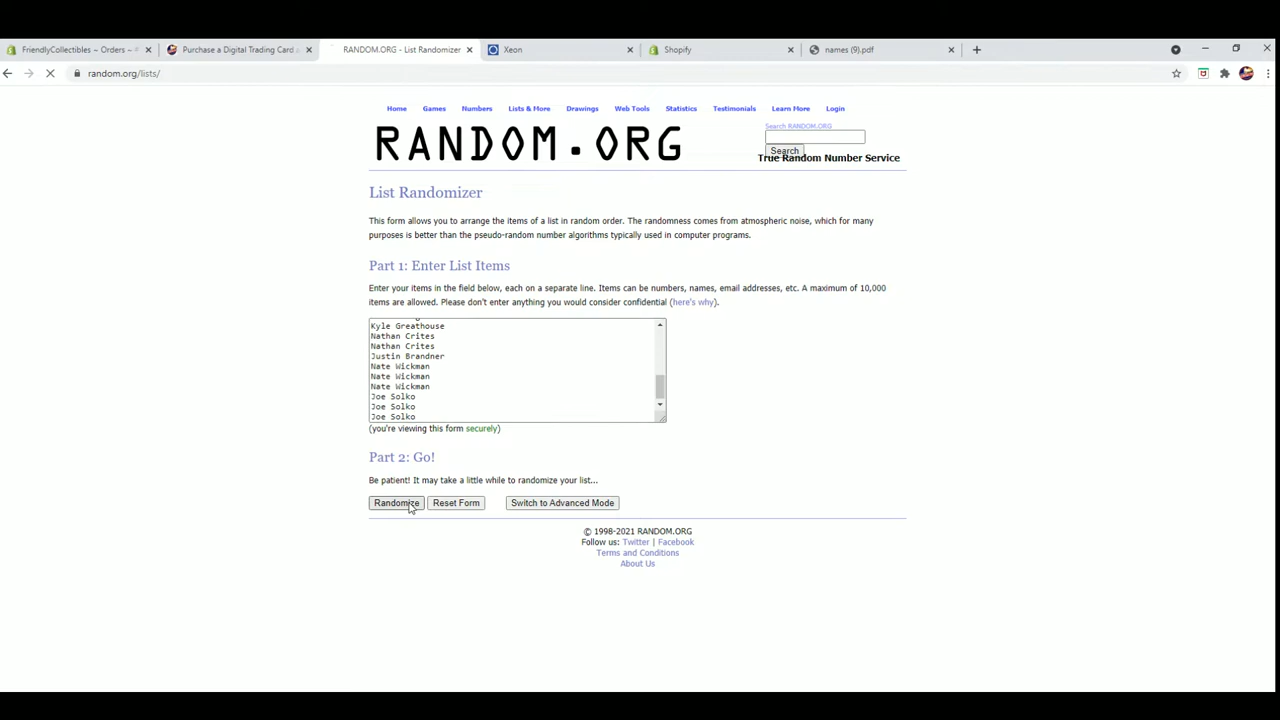 FriendlyCollectibles ~ Orders ~
Purchase a Digital Trading Card
RANDOM.ORG - List Randomizer
Xeon
Shopify
names (9).pdf
random.org/lists/
Home Games Numbers Lists & More Drawings Web Tools Statistics Testimonials Learn More Login
RANDOM.ORG
Search RANDOM.ORG
Search
True Random Number Service
List Randomizer
This form allows you to arrange the items of a list in random order. The randomness comes from atmospheric noise, which for many
purposes is better than the pseudo-random number algorithms typically used in computer programs.
Part 1: Enter List Items
Enter your items in the field below, each on a separate line. Items can be numbers, names, email addresses, etc. A maximum of 10,000
items are allowed. Please don't enter anything you would consider confidential (here's why).
Kyle Greathouse
Nathan Crites
Nathan Crites
Justin Brandner
Nate Wickman
Nate Wickman
Nate Wickman
Joe Solko
Joe Solko
Joe Solko
(you're viewing this form securely)
Part 2: Go!
Be patient! It may take a little while to randomize your list...
Randomize Reset Form Switch to Advanced Mode
© 1998-2021 RANDOM.ORG
Follow us: Twitter | Facebook
Terms and Conditions
About Us